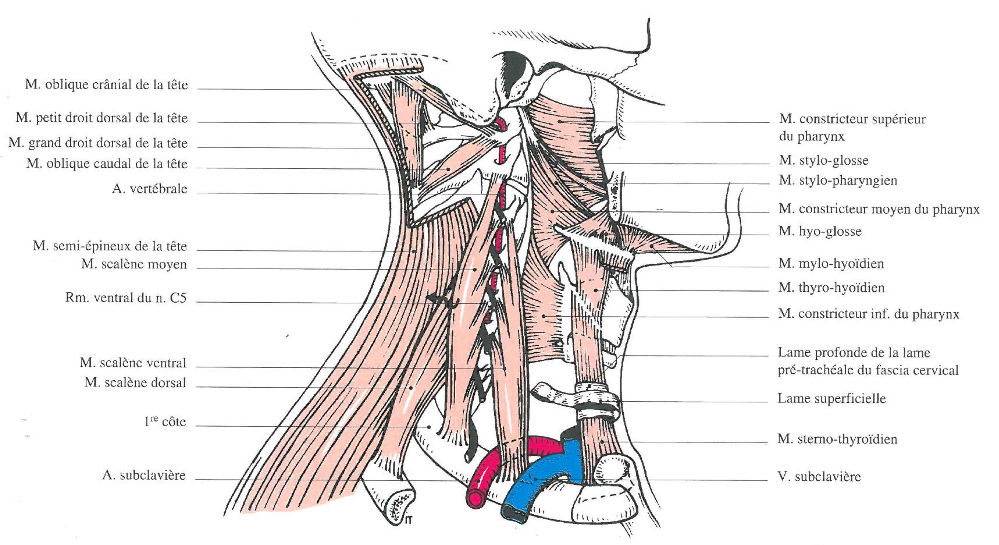 M. oblique crânial de la tête
M. petit droit dorsal de la tête
M. grand droit dorsal de la tête
M. oblique caudal de la tête
A. vertébrale
M. semi-épineux de la tête
M. scalène moyen
Rm. ventral du n. C5
M. scalène ventral
M. scalène dorsal
1re côte
A. subclavière
M. constricteur supérieur
du pharynx
M. stylo-glosse
M. stylo-pharyngien
M. constricteur moyen du pharynx
M. hyo-glosse
M. mylo-hyoïdien
M. thyro-hyoïdien
M. constricteur inf. du pharynx
Lame profonde de la lame
pré-trachéale du fascia cervical
Lame superficielle
M. sterno-thyroïdien
V. subclavière
IT